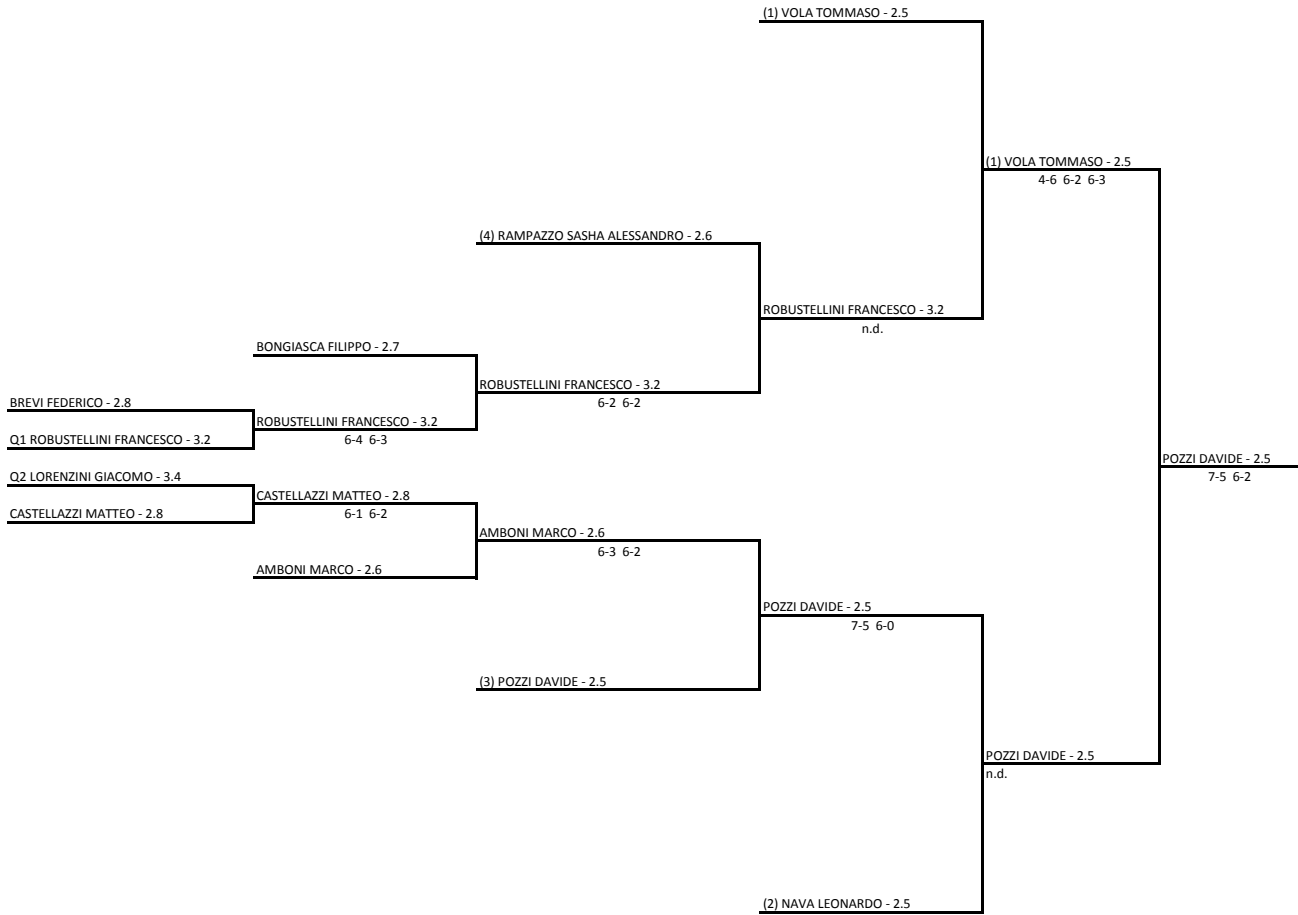 (1) VOLA TOMMASO - 2.5
(1) VOLA TOMMASO - 2.5
4-6 6-2 6-3
(4) RAMPAZZO SASHA ALESSANDRO - 2.6
ROBUSTELLINI FRANCESCO - 3.2
n.d.
BONGIASCA FILIPPO - 2.7
ROBUSTELLINI FRANCESCO - 3.2
6-2 6-2
BREVI FEDERICO - 2.8
ROBUSTELLINI FRANCESCO - 3.2
6-4 6-3
Q1 ROBUSTELLINI FRANCESCO - 3.2
POZZI DAVIDE - 2.5
7-5 6-2
Q2 LORENZINI GIACOMO - 3.4
CASTELLAZZI MATTEO - 2.8
6-1 6-2
CASTELLAZZI MATTEO - 2.8
AMBONI MARCO - 2.6
6-3 6-2
AMBONI MARCO - 2.6
POZZI DAVIDE - 2.5
7-5 6-0
(3) POZZI DAVIDE - 2.5
POZZI DAVIDE - 2.5
n.d.
(2) NAVA LEONARDO - 2.5